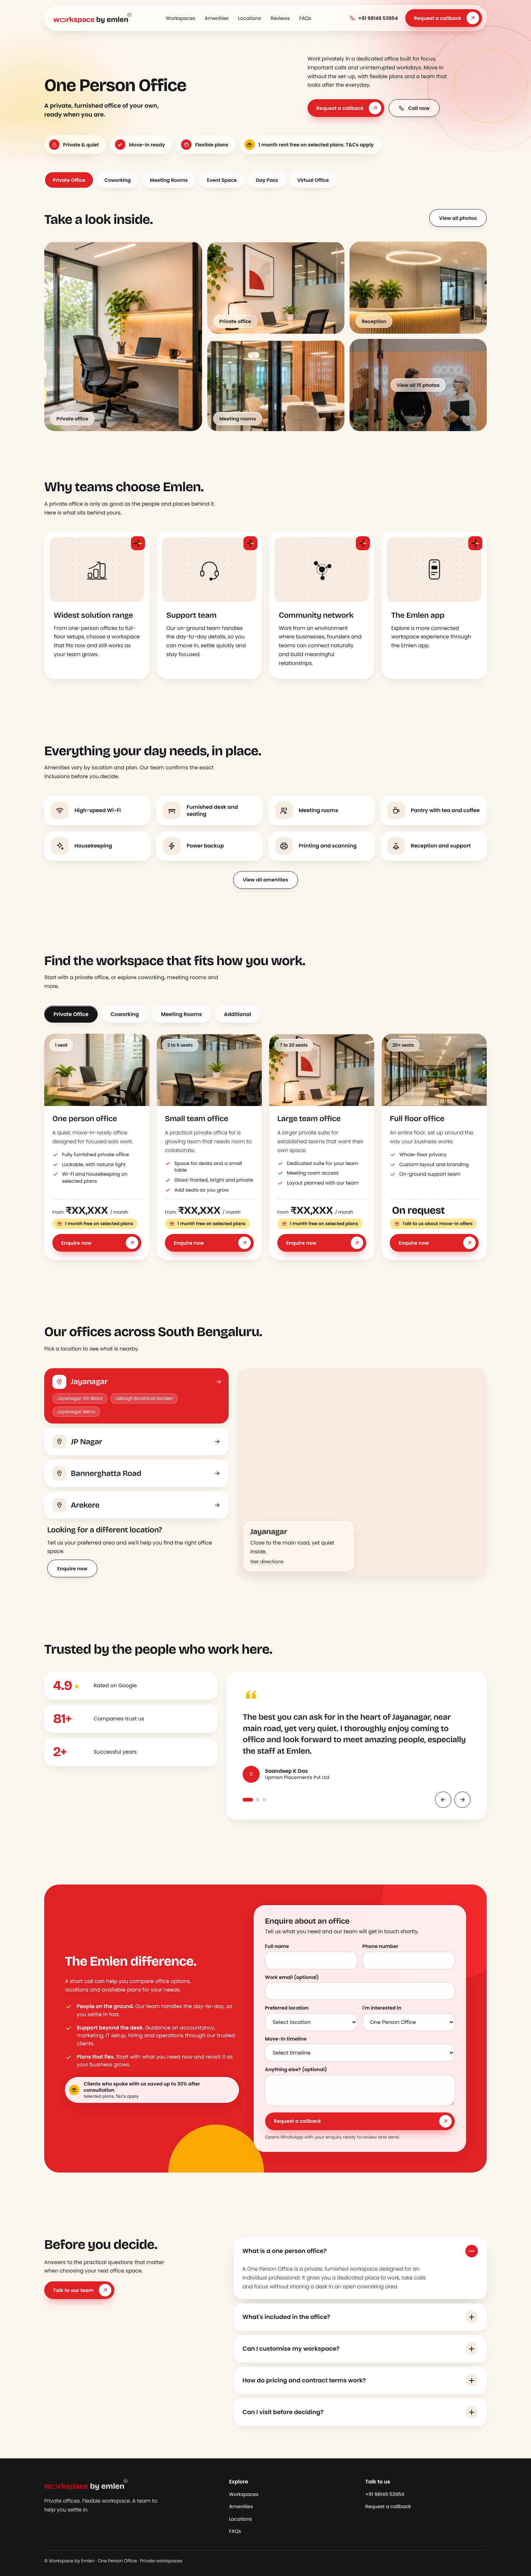 workspace by emlen
Workspaces
Amenities
Locations
Reviews
FAQs
+91 98149 53954
Request a callback
One Person Office
A private, furnished office of your own,
ready when you are.
Work privately in a dedicated office built for focus,
important calls and uninterrupted workdays. Move in
without the set-up, with flexible plans and a team that
looks after the everyday.
Request a callback
Call now
Private & quiet
Move-in ready
Flexible plans
1 month rent free on selected plans. T&Cs apply
Private Office
Coworking
Meeting Rooms
Event Space
Day Pass
Virtual Office
Take a look inside.
View all photos
Private office
Private office
Meeting rooms
Reception
View all 15 photos
Why teams choose Emlen.
A private office is only as good as the people and places behind it.
Here is what sits behind yours.
Widest solution range
From one-person offices to full-
floor setups, choose a workspace
that fits now and still works as
your team grows.
Support team
Our on-ground team handles
the day-to-day details, so you
can move in, settle quickly and
stay focused.
Community network
Work from an environment
where businesses, founders and
teams can connect naturally
and build meaningful
relationships.
The Emlen app
Explore a more connected
workspace experience through
the Emlen app.
Everything your day needs, in place.
Amenities vary by location and plan. Our team confirms the exact
inclusions before you decide.
High-speed Wi-Fi
Furnished desk and
seating
Meeting rooms
Pantry with tea and coffee
Housekeeping
Power backup
Printing and scanning
Reception and support
View all amenities
Find the workspace that fits how you work.
Start with a private office, or explore coworking, meeting rooms and
more.
Private Office
Coworking
Meeting Rooms
Additional
1 seat
One person office
A quiet, move-in-ready office
designed for focused solo work.
Fully furnished private office
Lockable, with natural light
Wi-Fi and housekeeping on
selected plans
From ₹XX,XXX / month
1 month free on selected plans
Enquire now
2 to 6 seats
Small team office
A practical private office for a
growing team that needs room to
collaborate.
Space for desks and a small
table
Glass-fronted, bright and private
Add seats as you grow
From ₹XX,XXX / month
1 month free on selected plans
Enquire now
7 to 20 seats
Large team office
A larger private suite for
established teams that want their
own space.
Dedicated suite for your team
Meeting room access
Layout planned with our team
From ₹XX,XXX / month
1 month free on selected plans
Enquire now
20+ seats
Full floor office
An entire floor, set up around the
way your business works.
Whole-floor privacy
Custom layout and branding
On-ground support team
On request
Talk to us about move-in offers
Enquire now
Our offices across South Bengaluru.
Pick a location to see what is nearby.
Jayanagar
Jayanagar 4th Block
Lalbagh Botanical Garden
Jayanagar Metro
JP Nagar
Bannerghatta Road
Arekere
Looking for a different location?
Tell us your preferred area and we'll help you find the right office
space.
Enquire now
Jayanagar
Close to the main road, yet quiet
inside.
Get directions
Trusted by the people who work here.
4.9
Rated on Google
81+
Companies trust us
2+
Successful years
The best you can ask for in the heart of Jayanagar, near
main road, yet very quiet. I thoroughly enjoy coming to
office and look forward to meet amazing people, especially
the staff at Emlen.
S
Saandeep K Das
Upman Placements Pvt Ltd
The Emlen difference.
A short call can help you compare office options,
locations and available plans for your needs.
People on the ground. Our team handles the day-to-day, so
you settle in fast.
Support beyond the desk. Guidance on accountancy,
marketing, IT setup, hiring and operations through our trusted
clients.
Plans that flex. Start with what you need now and revisit it as
your business grows.
Clients who spoke with us saved up to 30% after
consultation
Selected plans, T&Cs apply
Enquire about an office
Tell us what you need and our team will get in touch shortly.
Full name
Phone number
Work email (optional)
Preferred location
I'm interested in
Select location
One Person Office
Move-in timeline
Select timeline
Anything else? (optional)
Request a callback
Opens WhatsApp with your enquiry ready to review and send.
Before you decide.
Answers to the practical questions that matter
when choosing your next office space.
Talk to our team
What is a one person office?
A One Person Office is a private, furnished workspace designed for an
individual professional. It gives you a dedicated place to work, take calls
and focus without sharing a desk in an open coworking area.
What's included in the office?
Can I customise my workspace?
How do pricing and contract terms work?
Can I visit before deciding?
workspace by emlen
Private offices. Flexible workspace. A team to
help you settle in.
Explore
Workspaces
Amenities
Locations
FAQs
Talk to us
+91 98149 53954
Request a callback
© Workspace by Emlen · One Person Office · Private workspaces